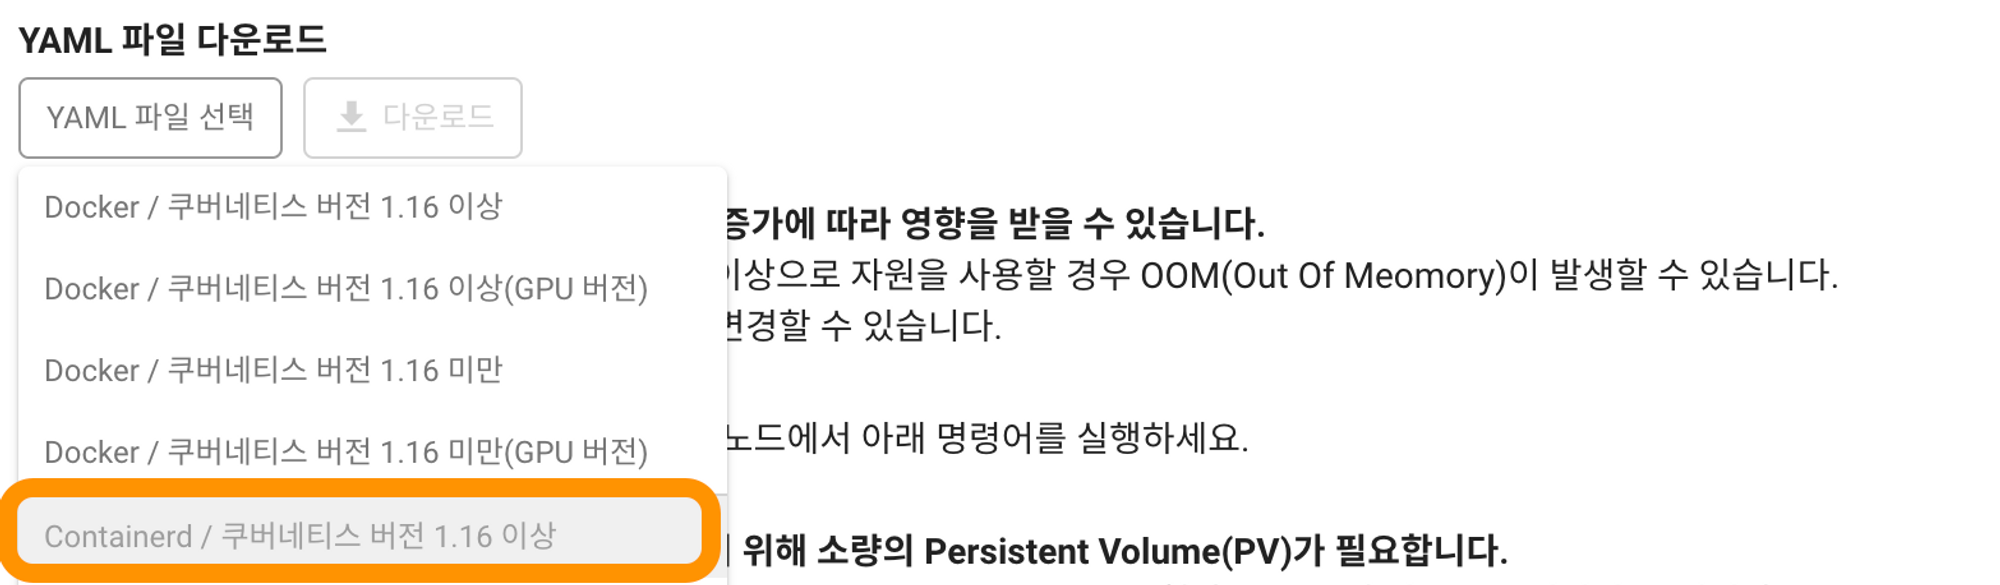 YAML 파일 다운로드
YAML 파일 선택
다운로드
Docker / 쿠버네티스 버전 1.16 이상
Docker / 쿠버네티스 버전 1.16 이상(GPU 버전)
Docker / 쿠버네티스 버전 1.16 미만
Docker / 쿠버네티스 버전 1.16 미만(GPU 버전)
Containerd / 쿠버네티스 버전 1.16 이상
증가에 따라 영향을 받을 수 있습니다.
이상으로 자원을 사용할 경우 OOM(Out Of Meomory)이 발생할 수 있습니다.
변경할 수 있습니다.
노드에서 아래 명령어를 실행하세요.
위해 소량의 Persistent Volume(PV)가 필요합니다.